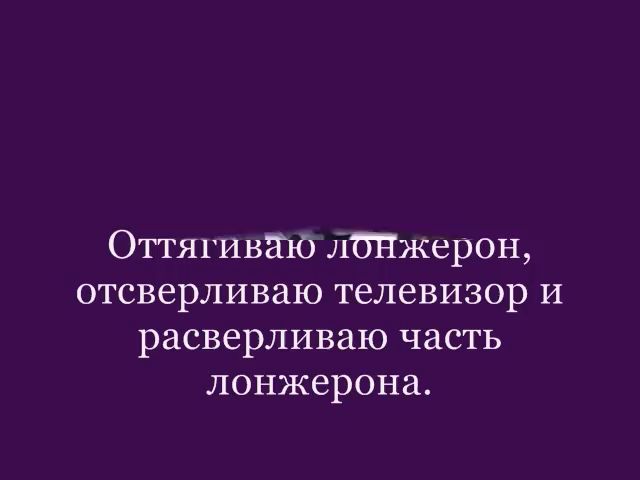 Оттягиваю лонжерон,
отсверливаю телевизор и
расверливаю часть
лонжерона.